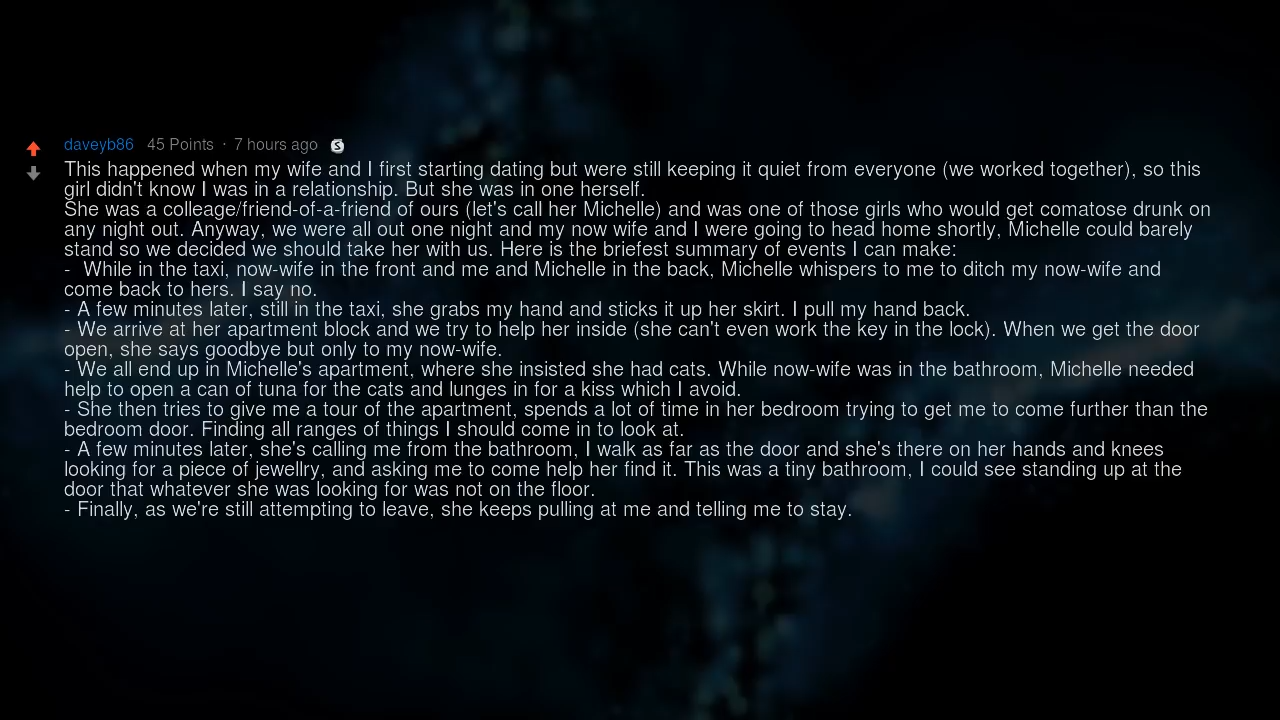 daveyb86 45 Points · 7 hours ago S
This happened when my wife and I first starting dating but were still keeping it quiet from everyone (we worked together), so this
girl didn't know I was in a relationship. But she was in one herself.
She was a colleage/friend-of-a-friend of ours (let's call her Michelle) and was one of those girls who would get comatose drunk on
any night out. Anyway, we were all out one night and my now wife and I were going to head home shortly, Michelle could barely
stand so we decided we should take her with us. Here is the briefest summary of events I can make:
- While in the taxi, now-wife in the front and me and Michelle in the back, Michelle whispers to me to ditch my now-wife and
come back to hers. I say no.
- A few minutes later, still in the taxi, she grabs my hand and sticks it up her skirt. I pull my hand back.
- We arrive at her apartment block and we try to help her inside (she can't even work the key in the lock). When we get the door
open, she says goodbye but only to my now-wife.
- We all end up in Michelle's apartment, where she insisted she had cats. While now-wife was in the bathroom, Michelle needed
help to open a can of tuna for the cats and lunges in for a kiss which I avoid.
- She then tries to give me a tour of the apartment, spends a lot of time in her bedroom trying to get me to come further than the
bedroom door. Finding all ranges of things I should come in to look at.
- A few minutes later, she's calling me from the bathroom, I walk as far as the door and she's there on her hands and knees
looking for a piece of jewellry, and asking me to come help her find it. This was a tiny bathroom, I could see standing up at the
door that whatever she was looking for was not on the floor.
- Finally, as we're still attempting to leave, she keeps pulling at me and telling me to stay.